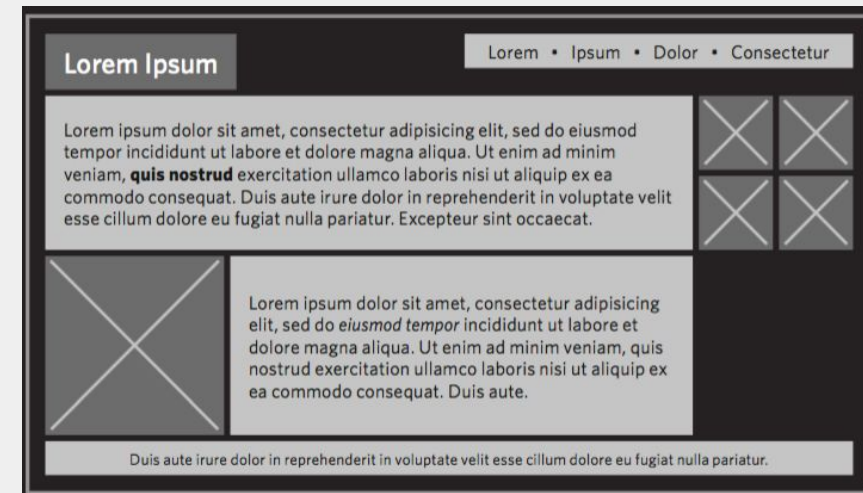 Lorem Ipsum
Lorem • Ipsum • Dolor • Consectetur
Lorem ipsum dolor sit amet, consectetur adipisicing elit, sed do eiusmod
tempor incididunt ut labore et dolore magna aliqua. Ut enim ad minim
veniam, quis nostrud exercitation ullamco laboris nisi ut aliquip ex ea
commodo consequat. Duis aute irure dolor in reprehenderit in voluptate velit
esse cillum dolore eu fugiat nulla pariatur. Excepteur sint occaecat.
Lorem ipsum dolor sit amet, consectetur adipisicing
elit, sed do eiusmod tempor incididunt ut labore et
dolore magna aliqua. Ut enim ad minim veniam, quis
nostrud exercitation ullamco laboris nisi ut aliquip ex
ea commodo consequat. Duis aute.
Duis aute irure dolor in reprehenderit in voluptate velit esse cillum dolore eu fugiat nulla pariatur.